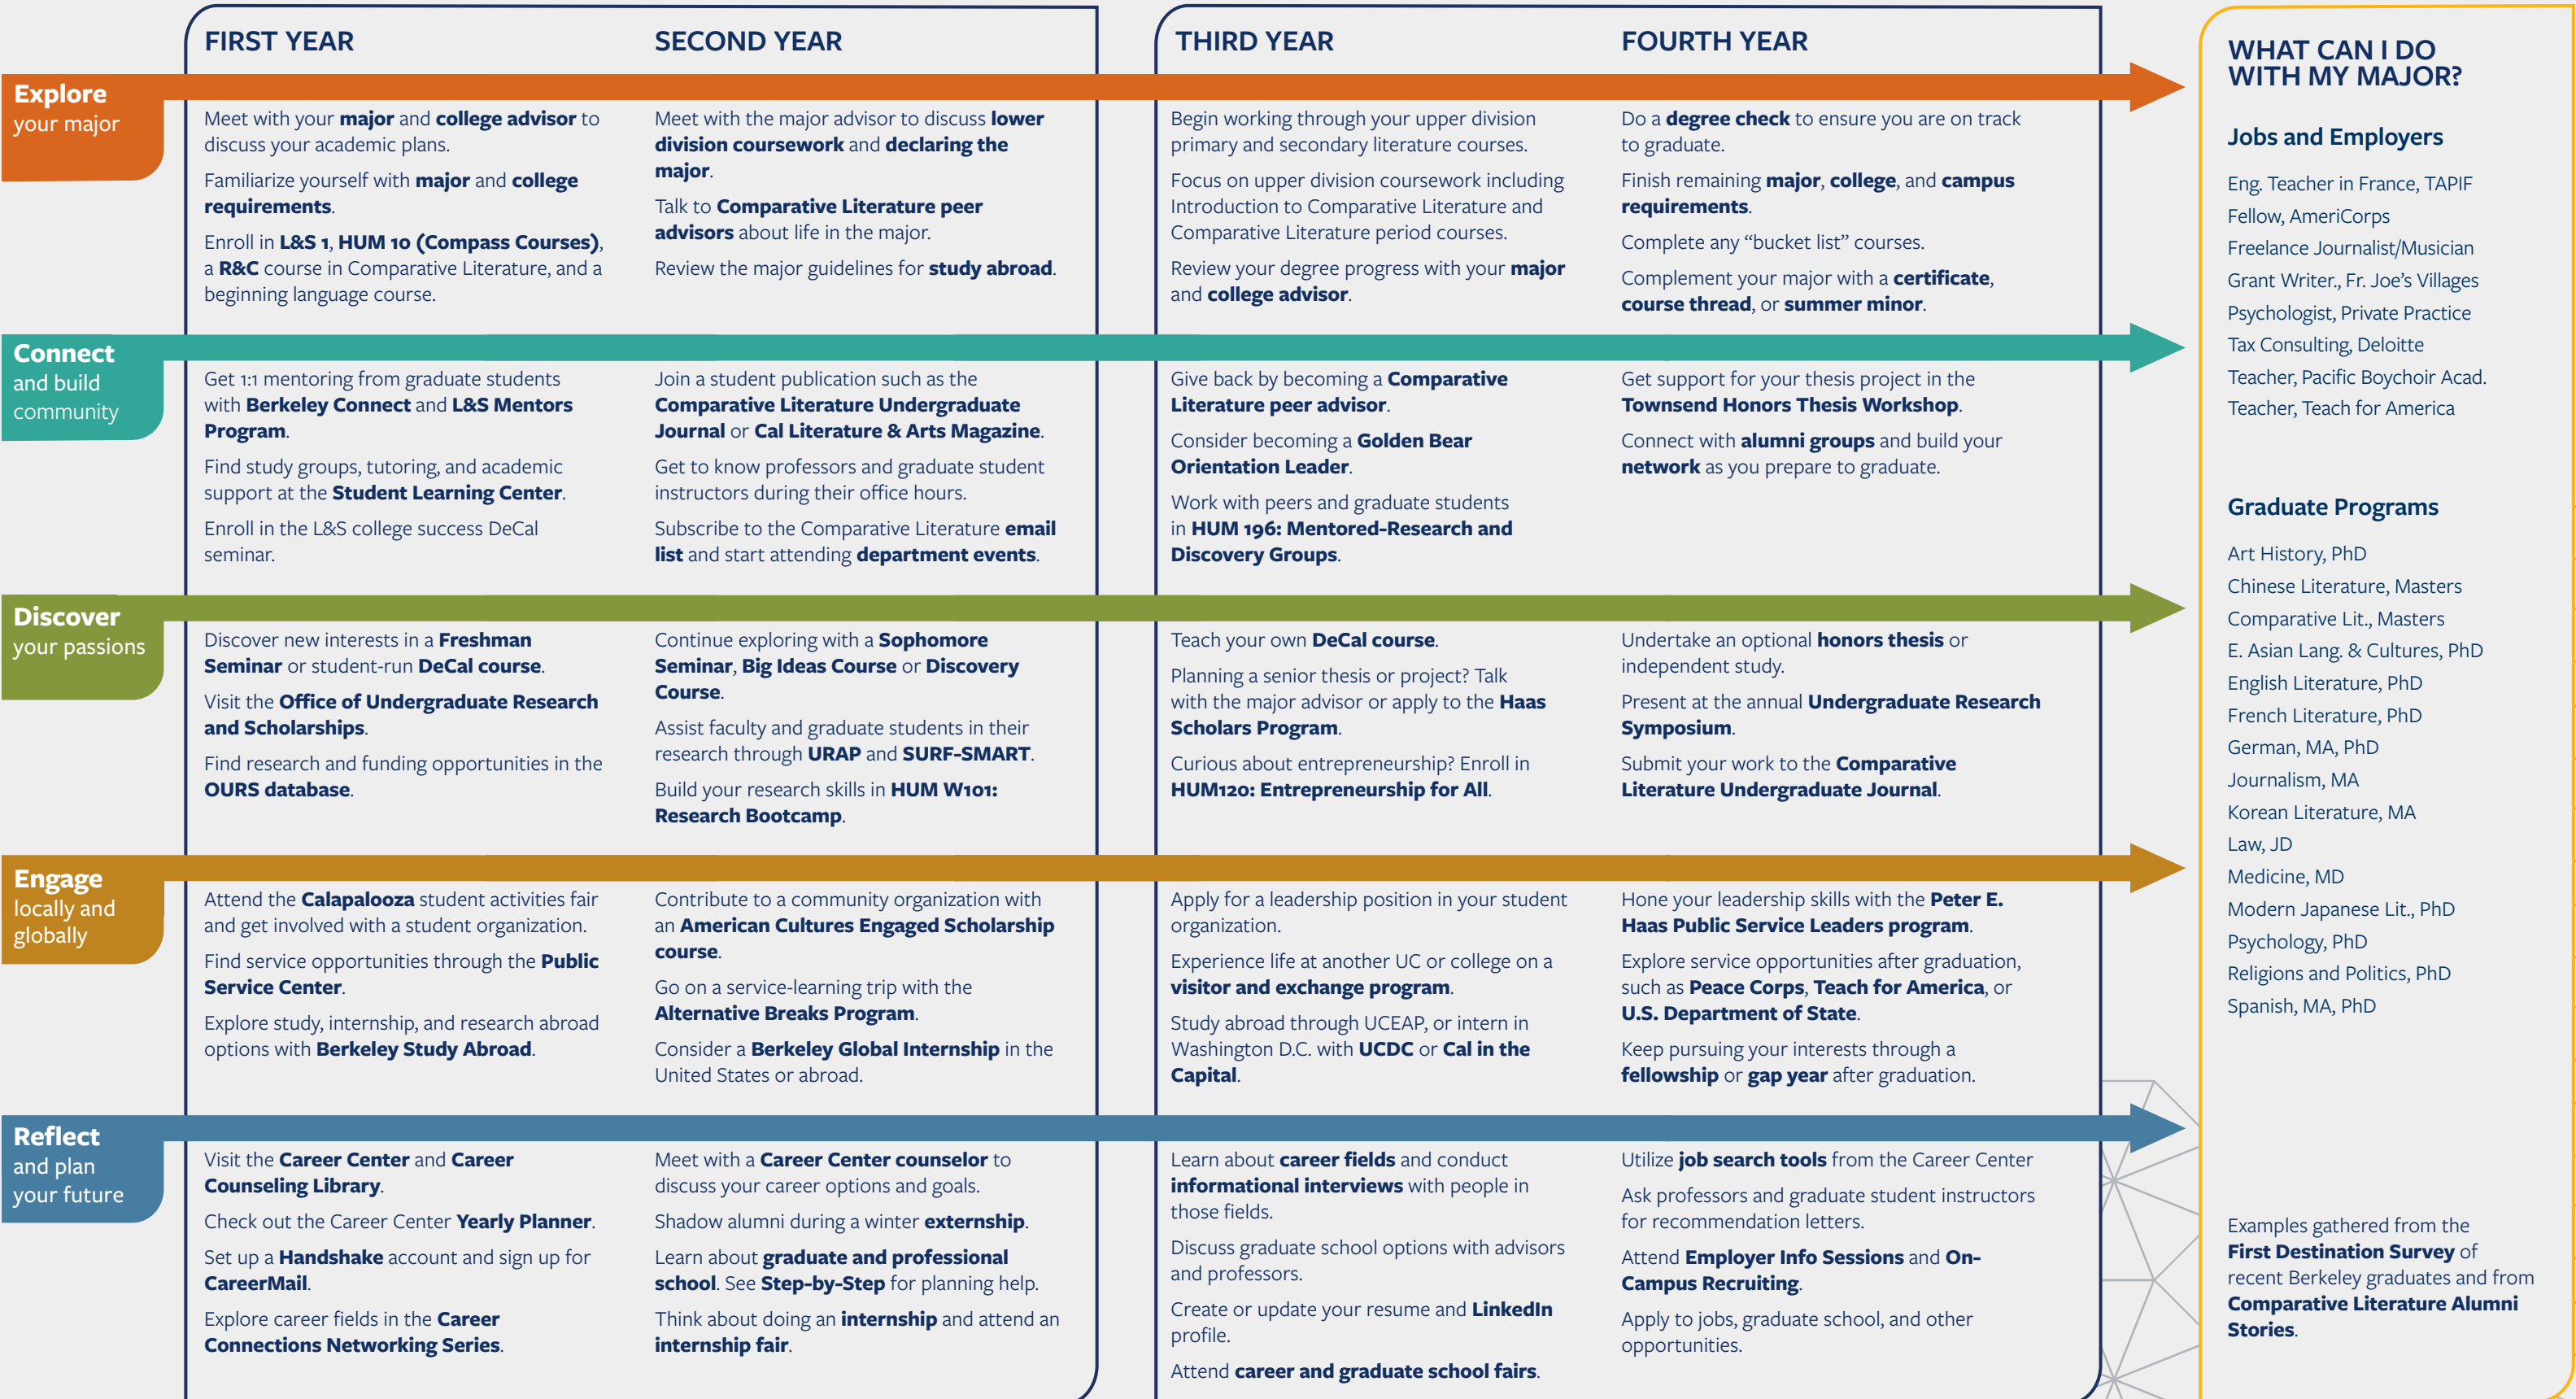 FIRST YEAR
SECOND YEAR
THIRD YEAR
FOURTH YEAR
Explore
your major
Meet with your major and college advisor to
discuss your academic plans.
Familiarize yourself with major and college
requirements.
Enroll in L&S 1, HUM 10 (Compass Courses),
a R&C course in Comparative Literature, and a
beginning language course.
Meet with the major advisor to discuss lower
division coursework and declaring the
major.
Talk to Comparative Literature peer
advisors about life in the major.
Review the major guidelines for study abroad.
Begin working through your upper division
primary and secondary literature courses.
Focus on upper division coursework including
Introduction to Comparative Literature and
Comparative Literature period courses.
Review your degree progress with your major
and college advisor.
Do a degree check to ensure you are on track
to graduate.
Finish remaining major, college, and campus
requirements.
Complete any “bucket list” courses.
Complement your major with a certificate,
course thread, or summer minor.
Connect
and build
community
Get 1:1 mentoring from graduate students
with Berkeley Connect and L&S Mentors
Program.
Find study groups, tutoring, and academic
support at the Student Learning Center.
Enroll in the L&S college success DeCal
seminar.
Join a student publication such as the
Comparative Literature Undergraduate
Journal or Cal Literature & Arts Magazine.
Get to know professors and graduate student
instructors during their office hours.
Subscribe to the Comparative Literature email
list and start attending department events.
Give back by becoming a Comparative
Literature peer advisor.
Consider becoming a Golden Bear
Orientation Leader.
Work with peers and graduate students
in HUM 196: Mentored-Research and
Discovery Groups.
Get support for your thesis project in the
Townsend Honors Thesis Workshop.
Connect with alumni groups and build your
network as you prepare to graduate.
Discover
your passions
Discover new interests in a Freshman
Seminar or student-run DeCal course.
Visit the Office of Undergraduate Research
and Scholarships.
Find research and funding opportunities in the
OURS database.
Continue exploring with a Sophomore
Seminar, Big Ideas Course or Discovery
Course.
Assist faculty and graduate students in their
research through URAP and SURF-SMART.
Build your research skills in HUM W101:
Research Bootcamp.
Teach your own DeCal course.
Planning a senior thesis or project? Talk
with the major advisor or apply to the Haas
Scholars Program.
Curious about entrepreneurship? Enroll in
HUM120: Entrepreneurship for All.
Undertake an optional honors thesis or
independent study.
Present at the annual Undergraduate Research
Symposium.
Submit your work to the Comparative
Literature Undergraduate Journal.
Engage
locally and
globally
Attend the Calapalooza student activities fair
and get involved with a student organization.
Find service opportunities through the Public
Service Center.
Explore study, internship, and research abroad
options with Berkeley Study Abroad.
Contribute to a community organization with
an American Cultures Engaged Scholarship
course.
Go on a service-learning trip with the
Alternative Breaks Program.
Consider a Berkeley Global Internship in the
United States or abroad.
Apply for a leadership position in your student
organization.
Experience life at another UC or college on a
visitor and exchange program.
Study abroad through UCEAP, or intern in
Washington D.C. with UCDC or Cal in the
Capital.
Hone your leadership skills with the Peter E.
Haas Public Service Leaders program.
Explore service opportunities after graduation,
such as Peace Corps, Teach for America, or
U.S. Department of State.
Keep pursuing your interests through a
fellowship or gap year after graduation.
Reflect
and plan
your future
Visit the Career Center and Career
Counseling Library.
Check out the Career Center Yearly Planner.
Set up a Handshake account and sign up for
CareerMail.
Explore career fields in the Career
Connections Networking Series.
Meet with a Career Center counselor to
discuss your career options and goals.
Shadow alumni during a winter externship.
Learn about graduate and professional
school. See Step-by-Step for planning help.
Think about doing an internship and attend an
internship fair.
Learn about career fields and conduct
informational interviews with people in
those fields.
Discuss graduate school options with advisors
and professors.
Create or update your resume and LinkedIn
profile.
Attend career and graduate school fairs.
Utilize job search tools from the Career Center
Ask professors and graduate student instructors
for recommendation letters.
Attend Employer Info Sessions and On-
Campus Recruiting.
Apply to jobs, graduate school, and other
opportunities.
WHAT CAN I DO
WITH MY MAJOR?
Jobs and Employers
Eng. Teacher in France, TAPIF
Fellow, AmeriCorps
Freelance Journalist/Musician
Grant Writer., Fr. Joe’s Villages
Psychologist, Private Practice
Tax Consulting, Deloitte
Teacher, Pacific Boychoir Acad.
Teacher, Teach for America
Graduate Programs
Art History, PhD
Chinese Literature, Masters
Comparative Lit., Masters
E. Asian Lang. & Cultures, PhD
English Literature, PhD
French Literature, PhD
German, MA, PhD
Journalism, MA
Korean Literature, MA
Law, JD
Medicine, MD
Modern Japanese Lit., PhD
Psychology, PhD
Religions and Politics, PhD
Spanish, MA, PhD
Examples gathered from the
First Destination Survey of
recent Berkeley graduates and from
Comparative Literature Alumni
Stories.